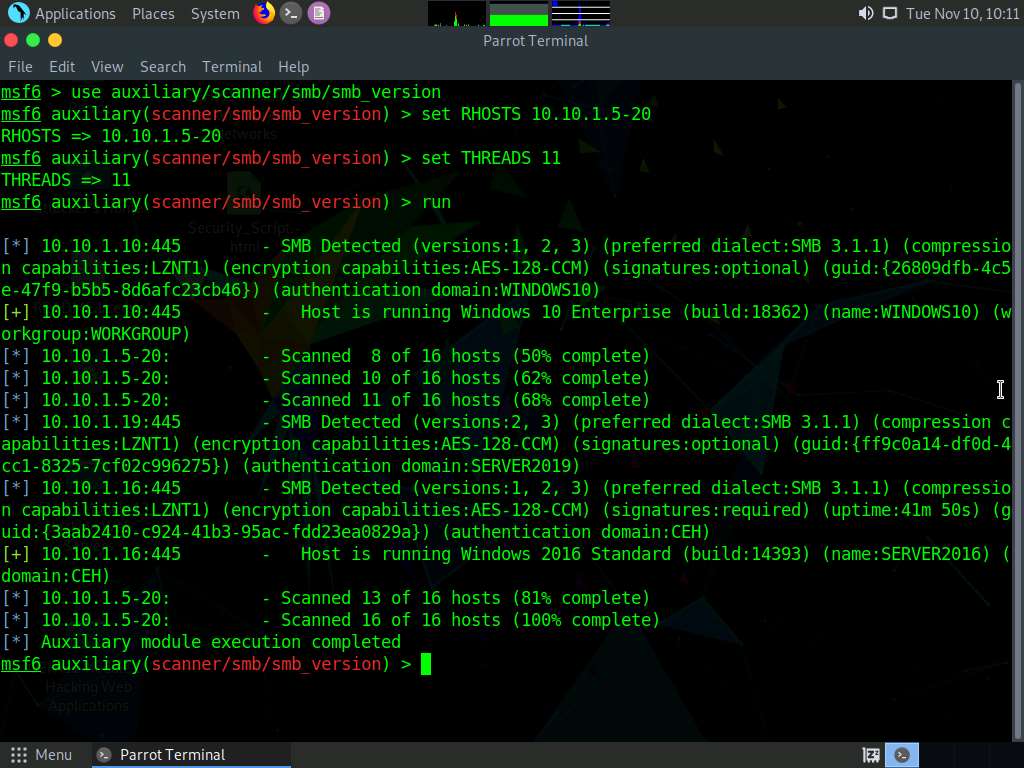 Applications Places System Tue Nov 10, 10:11
Parrot Terminal
File Edit View Search Terminal Help
msf6 > use auxiliary/scanner/smb/smb_version
msf6 auxiliary(scanner/smb/smb_version) > set RHOSTS 10.10.1.5-20
RHOSTS => 10.10.1.5-20
msf6 auxiliary(scanner/smb/smb_version) > set THREADS 11
THREADS => 11
msf6 auxiliary(scanner/smb/smb_version) > run
Security_Script.-
html
[*] 10.10.1.10:445        - SMB Detected (versions:1, 2, 3) (preferred dialect:SMB 3.1.1) (compressio
n capabilities:LZNT1) (encryption capabilities:AES-128-CCM) (signatures:optional) (guid:{26809dfb-4c5
e-47f9-b5b5-8d6afc23cb46}) (authentication domain:WINDOWS10)
[+] 10.10.1.10:445        -   Host is running Windows 10 Enterprise (build:18362) (name:WINDOWS10) (w
orkgroup:WORKGROUP)
[*] 10.10.1.5-20:         - Scanned  8 of 16 hosts (50% complete)
[*] 10.10.1.5-20:         - Scanned 10 of 16 hosts (62% complete)
[*] 10.10.1.5-20:         - Scanned 11 of 16 hosts (68% complete)
[*] 10.10.1.19:445        - SMB Detected (versions:2, 3) (preferred dialect:SMB 3.1.1) (compression c
apabilities:LZNT1) (encryption capabilities:AES-128-CCM) (signatures:optional) (guid:{ff9c0a14-df0d-4
cc1-8325-7cf02c996275}) (authentication domain:SERVER2019)
[*] 10.10.1.16:445        - SMB Detected (versions:1, 2, 3) (preferred dialect:SMB 3.1.1) (compressio
n capabilities:LZNT1) (encryption capabilities:AES-128-CCM) (signatures:required) (uptime:41m 50s) (g
uid:{3aab2410-c924-41b3-95ac-fdd23ea0829a}) (authentication domain:CEH)
[+] 10.10.1.16:445        -   Host is running Windows 2016 Standard (build:14393) (name:SERVER2016) (
domain:CEH)
[*] 10.10.1.5-20:         - Scanned 13 of 16 hosts (81% complete)
[*] 10.10.1.5-20:         - Scanned 16 of 16 hosts (100% complete)
[*] Auxiliary module execution completed
msf6 auxiliary(scanner/smb/smb_version) >
Hacking Web
Applications
Menu Parrot Terminal